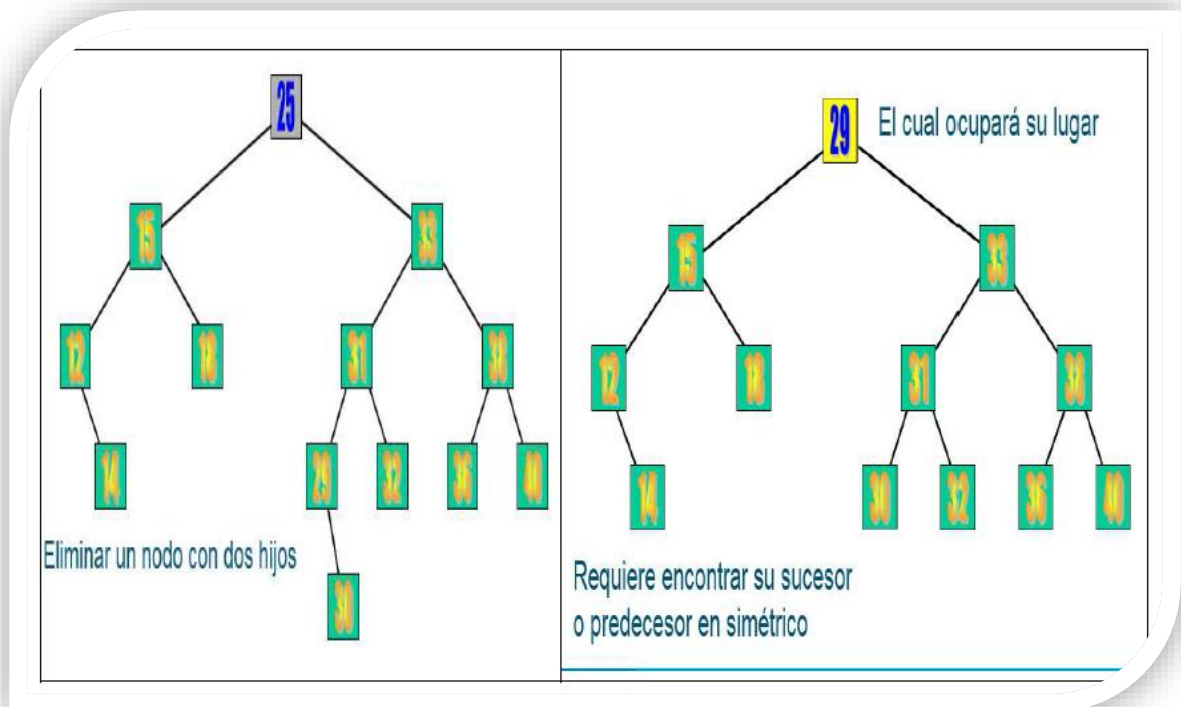 25
15 33
12 18 31 38
14 29 32 36 40
Eliminar un nodo con dos hijos
30
29 El cual ocupará su lugar
15 33
12 18 31 38
14 30 32 36 40
Requiere encontrar su sucesor
o predecesor en simétrico